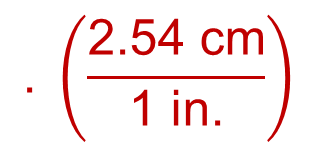 · (2.54 cm
1 in.)